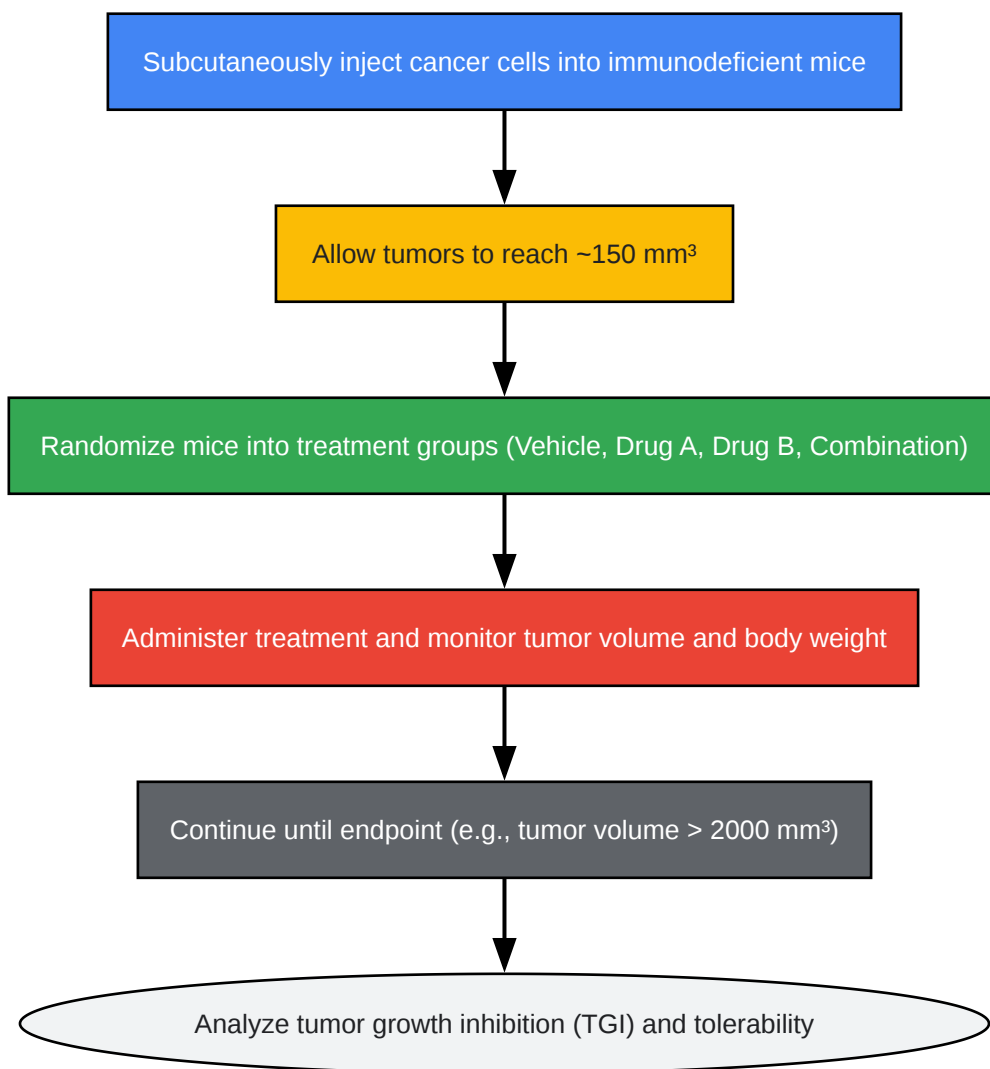 Subcutaneously inject cancer cells into immunodeficient mice
Allow tumors to reach ~150 mm³
Randomize mice into treatment groups (Vehicle, Drug A, Drug B, Combination)
Administer treatment and monitor tumor volume and body weight
Continue until endpoint (e.g., tumor volume > 2000 mm³)
Analyze tumor growth inhibition (TGI) and tolerability